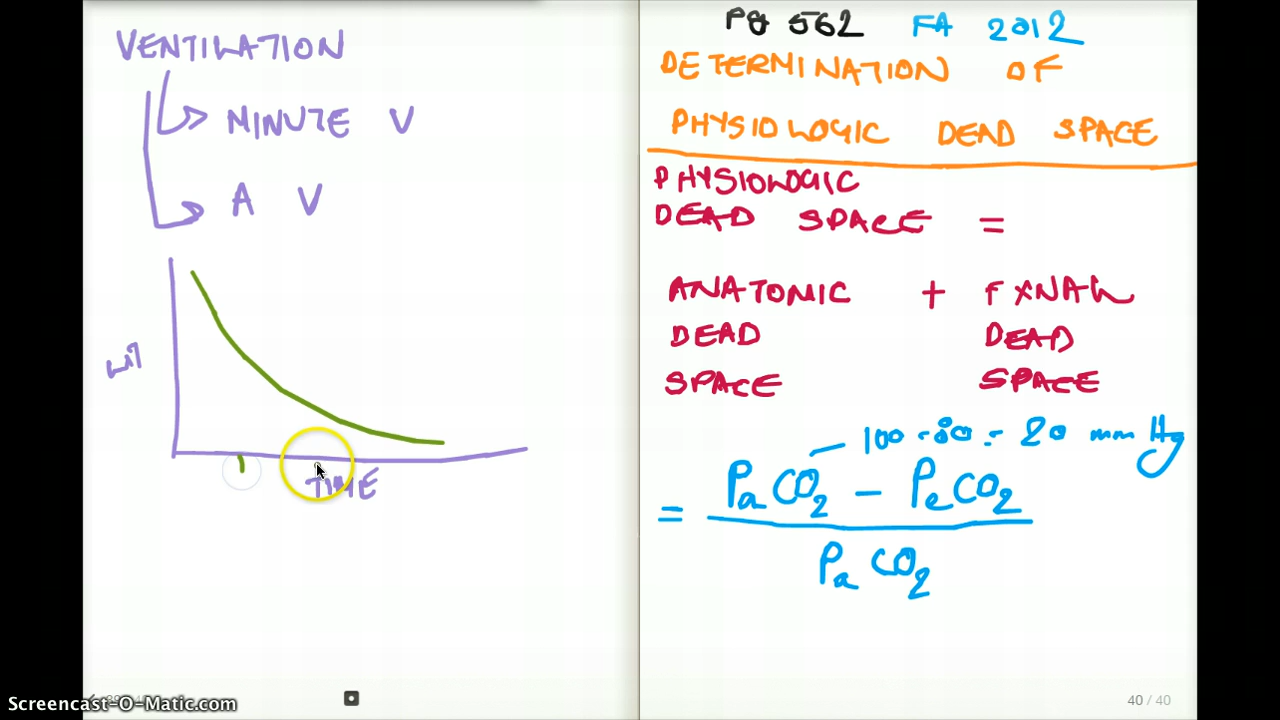 VENTILATION
MINUTE V
A V
TIME
Pg 562 FA 2012
DETERMINATION OF
PHYSIOLOGIC DEAD SPACE
PHYSIOLOGIC
DEAD SPACE =
ANATOMIC + FXNAL
DEAD DEAD
SPACE SPACE
100 - 80 = 20 mm Hg
= PaCO2 - PeCO2
PaCO2
Screencast-O-Matic.com
40 / 40